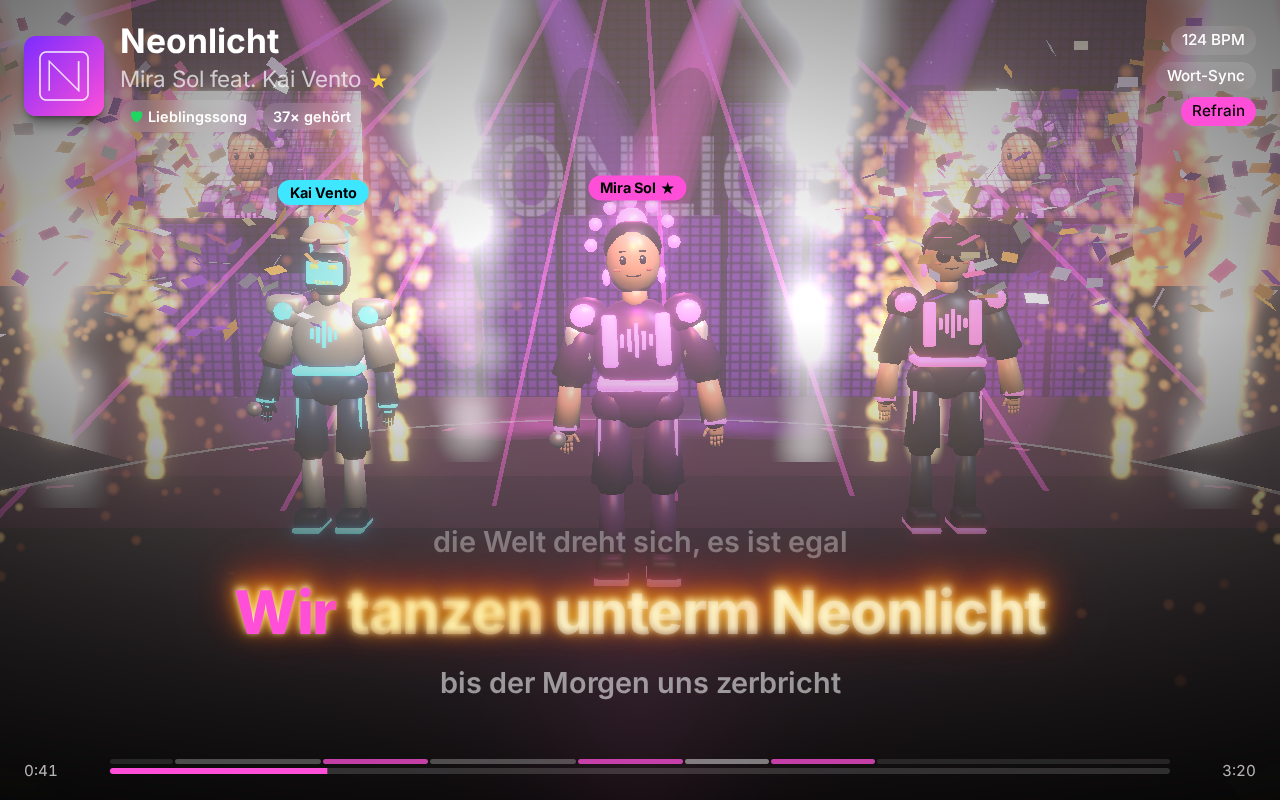 N
Neonlicht
Mira Sol feat. Kai Vento ★
Lieblingssong
37× gehört
124 BPM
Wort-Sync
Refrain
NEONLICHT
Kai Vento
Mira Sol ★
die Welt dreht sich, es ist egal
Wir tanzen unterm Neonlicht
bis der Morgen uns zerbricht
0:41
3:20